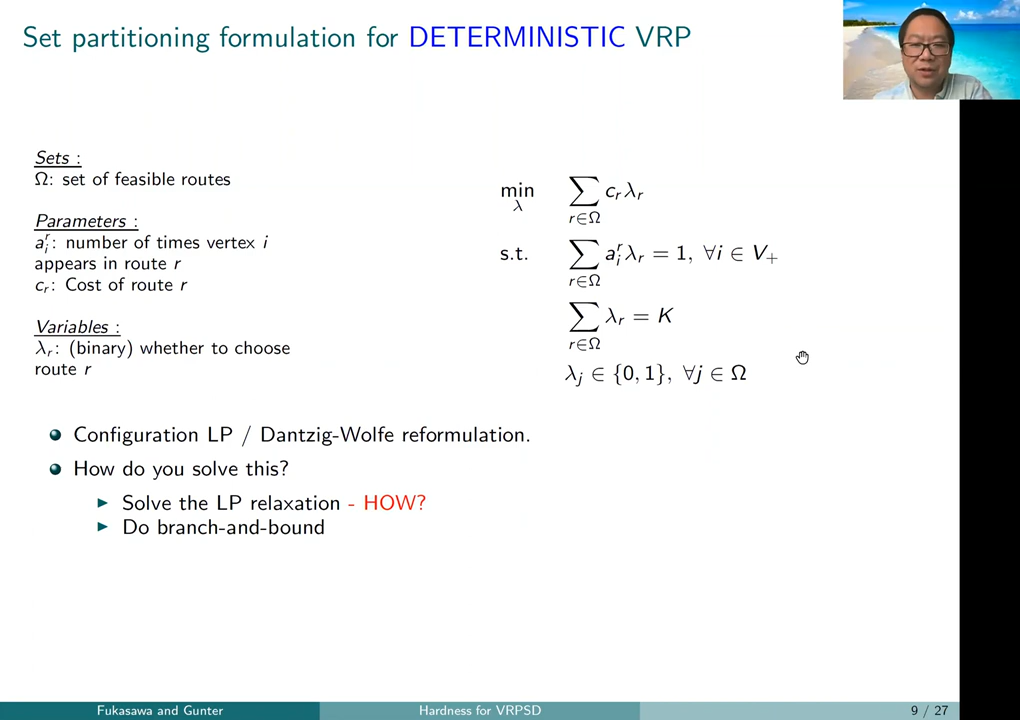 Set partitioning formulation for DETERMINISTIC VRP
Sets :
Ω: set of feasible routes
Parameters :
a_i^r: number of times vertex i
appears in route r
c_r: Cost of route r
Variables :
λ_r: (binary) whether to choose
route r
min_λ ∑_{r∈Ω} c_r λ_r
s.t. ∑_{r∈Ω} a_i^r λ_r = 1, ∀i ∈ V_+
∑_{r∈Ω} λ_r = K
λ_j ∈ {0, 1}, ∀j ∈ Ω
Configuration LP / Dantzig-Wolfe reformulation.
How do you solve this?
Solve the LP relaxation - HOW?
Do branch-and-bound
Fukasawa and Gunter Hardness for VRPSD 9 / 27